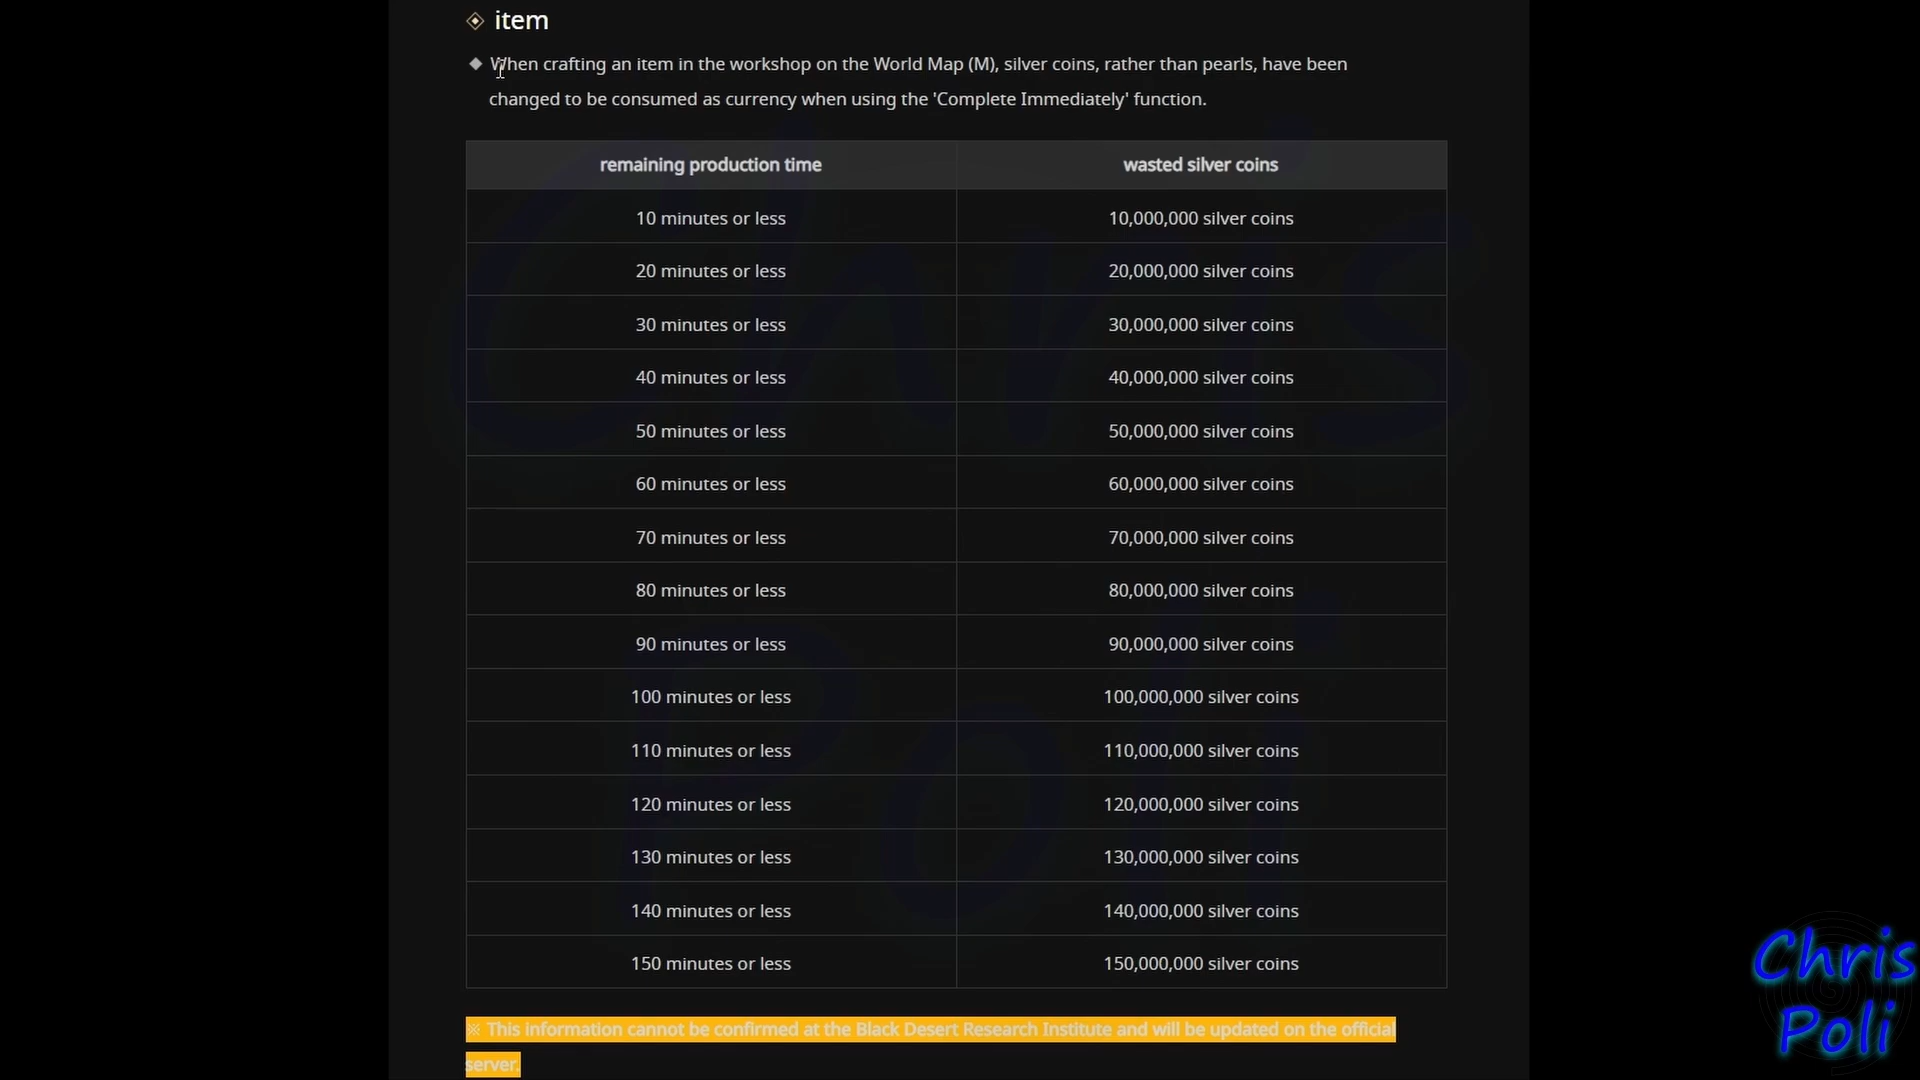 item
When crafting an item in the workshop on the World Map (M), silver coins, rather than pearls, have been
changed to be consumed as currency when using the 'Complete Immediately' function.
remaining production time wasted silver coins
10 minutes or less 10,000,000 silver coins
20 minutes or less 20,000,000 silver coins
30 minutes or less 30,000,000 silver coins
40 minutes or less 40,000,000 silver coins
50 minutes or less 50,000,000 silver coins
60 minutes or less 60,000,000 silver coins
70 minutes or less 70,000,000 silver coins
80 minutes or less 80,000,000 silver coins
90 minutes or less 90,000,000 silver coins
100 minutes or less 100,000,000 silver coins
110 minutes or less 110,000,000 silver coins
120 minutes or less 120,000,000 silver coins
130 minutes or less 130,000,000 silver coins
140 minutes or less 140,000,000 silver coins
150 minutes or less 150,000,000 silver coins
※ This information cannot be confirmed at the Black Desert Research Institute and will be updated on the official
server.
Chris
Poli
Chris
Poli